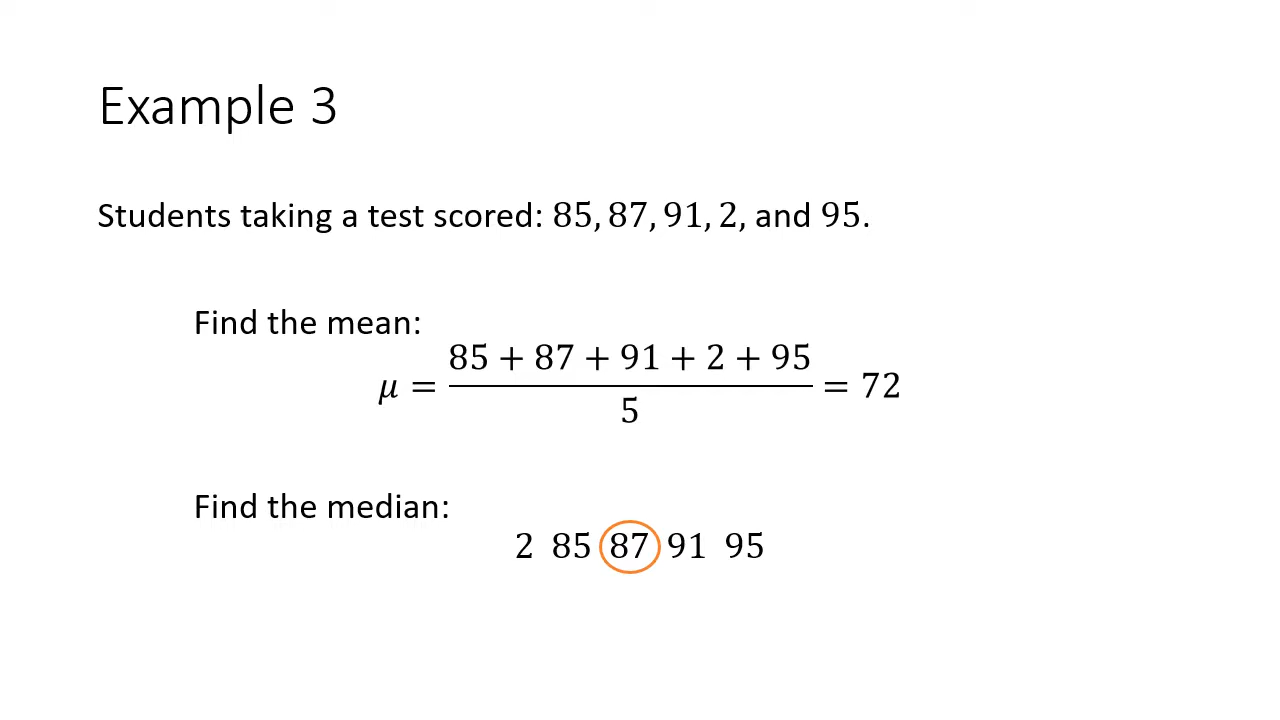 Example 3
Students taking a test scored: 85, 87, 91, 2, and 95.
Find the mean:
μ = (85 + 87 + 91 + 2 + 95) / 5 = 72
Find the median:
2 85 87 91 95